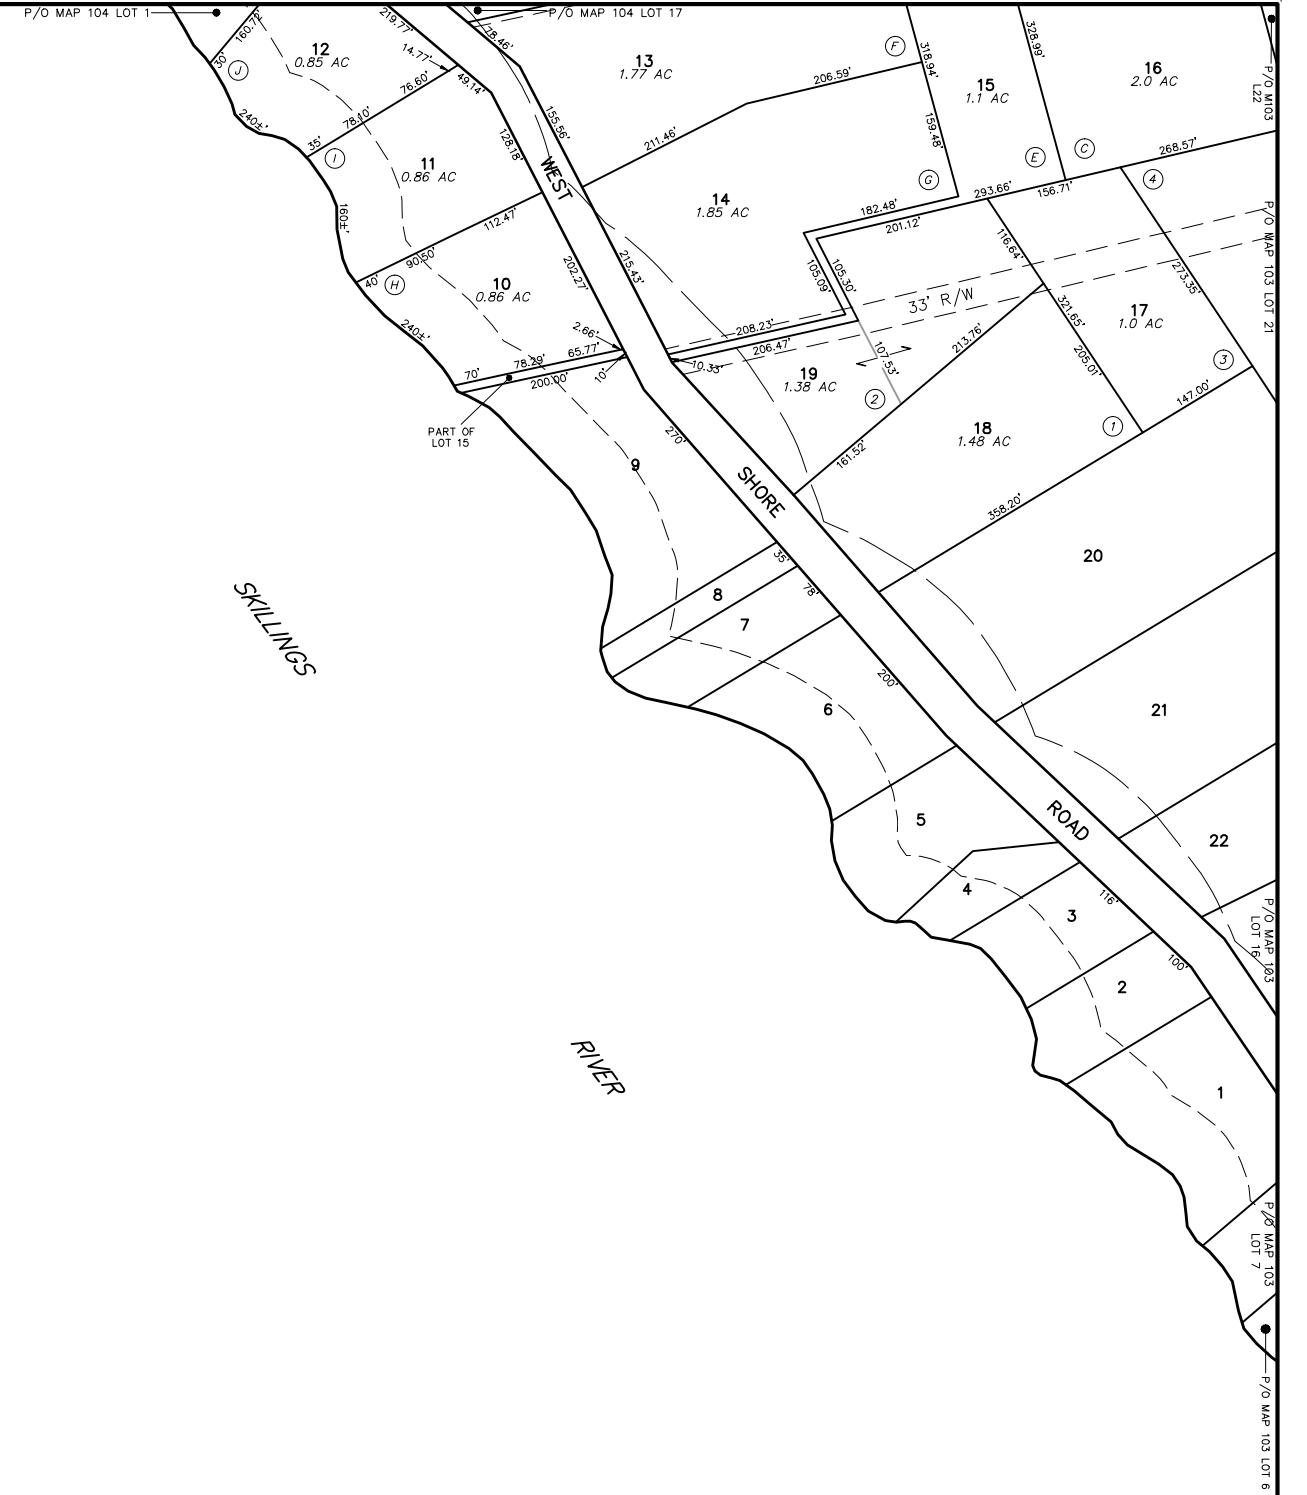 P/O MAP 104 LOT 1
P/O MAP 104 LOT 17
P/O M103
L22
160.72'
30'
J
12
0.85 AC
219.77'
14.77'
49.14'
78.46'
13
1.77 AC
206.59'
F
318.94'
328.99'
15
1.1 AC
16
2.0 AC
240±'
76.60'
78.10'
35'
I
11
0.86 AC
128.18'
155.56'
WEST
211.46'
159.48'
G
E
C
268.57'
4
293.66'
156.71'
160±'
112.47'
90.50'
40'
H
14
1.85 AC
182.48'
201.12'
116.64'
P/O MAP 103 LOT 21
10
0.86 AC
202.27'
215.43'
105.09'
105.30'
33' R/W
273.35'
321.65'
17
1.0 AC
240±'
2.66'
65.77'
78.29'
70'
200.00'
10'
208.23'
206.47'
10.33'
107.53'
213.76'
205.01'
3
19
1.38 AC
2
147.00'
PART OF
LOT 15
270'
9
161.52'
18
1.48 AC
1
SHORE
358.20'
20
35'
8
78'
7
SKILLINGS
200'
6
21
5
ROAD
22
4
116'
3
P/O MAP 103
LOT 16
100'
2
RIVER
1
P/O MAP 103
LOT 7
P/O MAP 103 LOT 6